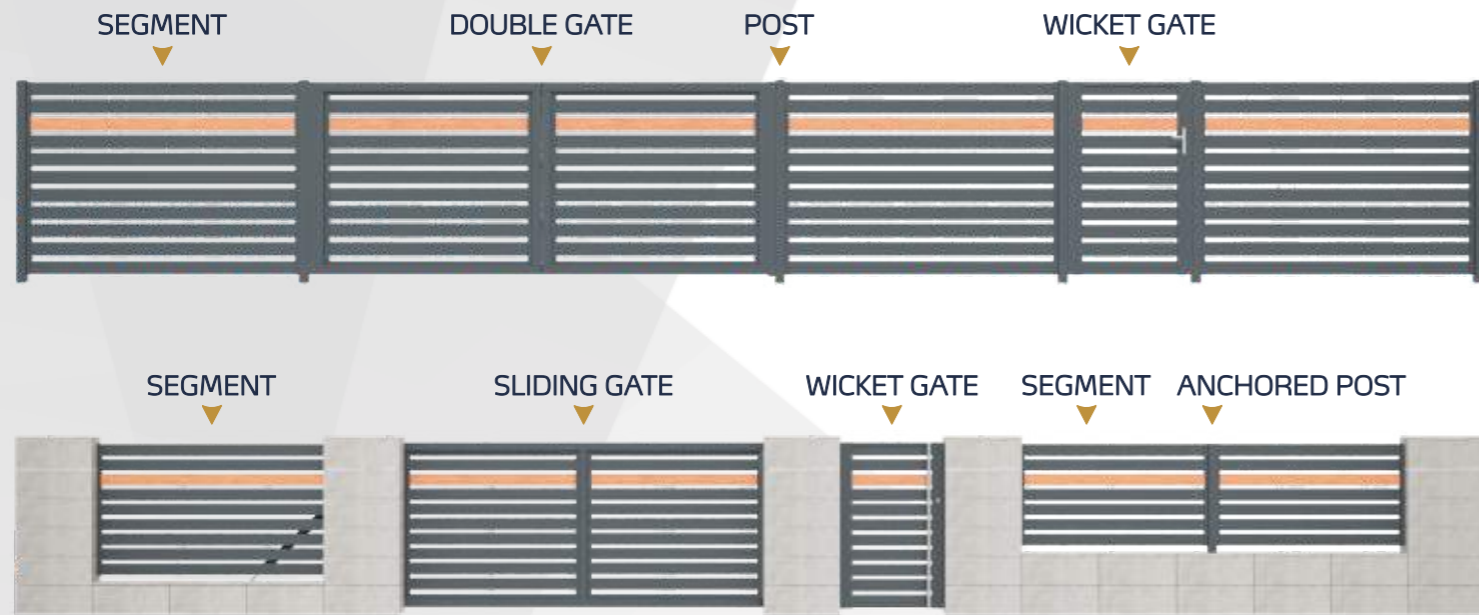 SEGMENT DOUBLE GATE POST WICKET GATE
SEGMENT SLIDING GATE WICKET GATE SEGMENT ANCHORED POST